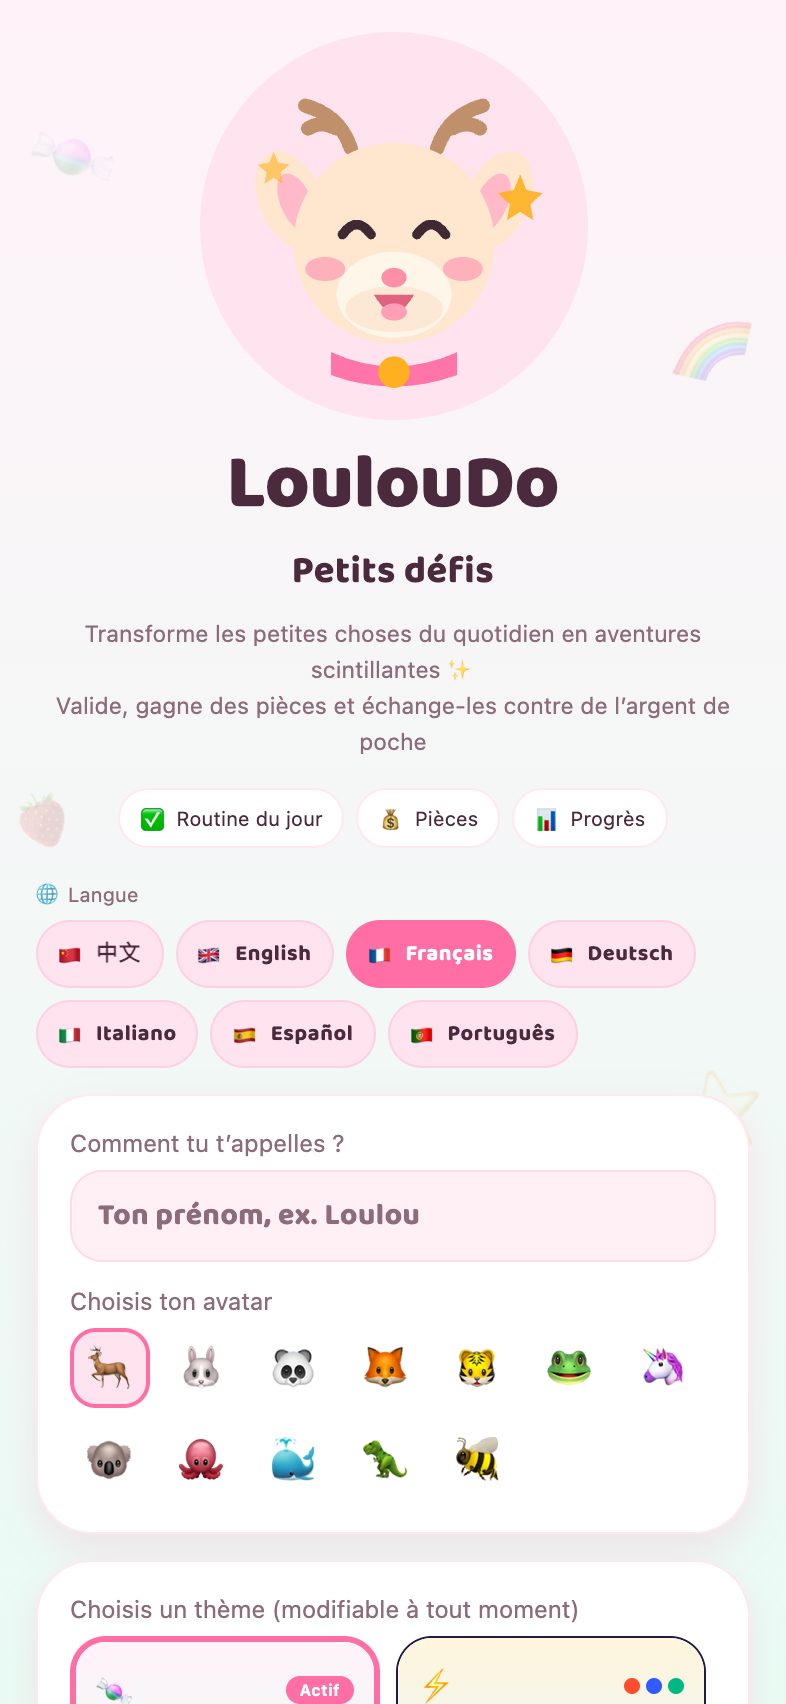 LoulouDo
Petits défis
Transforme les petites choses du quotidien en aventures
scintillantes ✨
Valide, gagne des pièces et échange-les contre de l’argent de
poche
✅ Routine du jour 💰 Pièces 📊 Progrès
🌐 Langue
🇨🇳 中文 🇬🇧 English 🇫🇷 Français 🇩🇪 Deutsch
🇮🇹 Italiano 🇪🇸 Español 🇵🇹 Português
Comment tu t’appelles ?
Ton prénom, ex. Loulou
Choisis ton avatar
Choisis un thème (modifiable à tout moment)
Actif